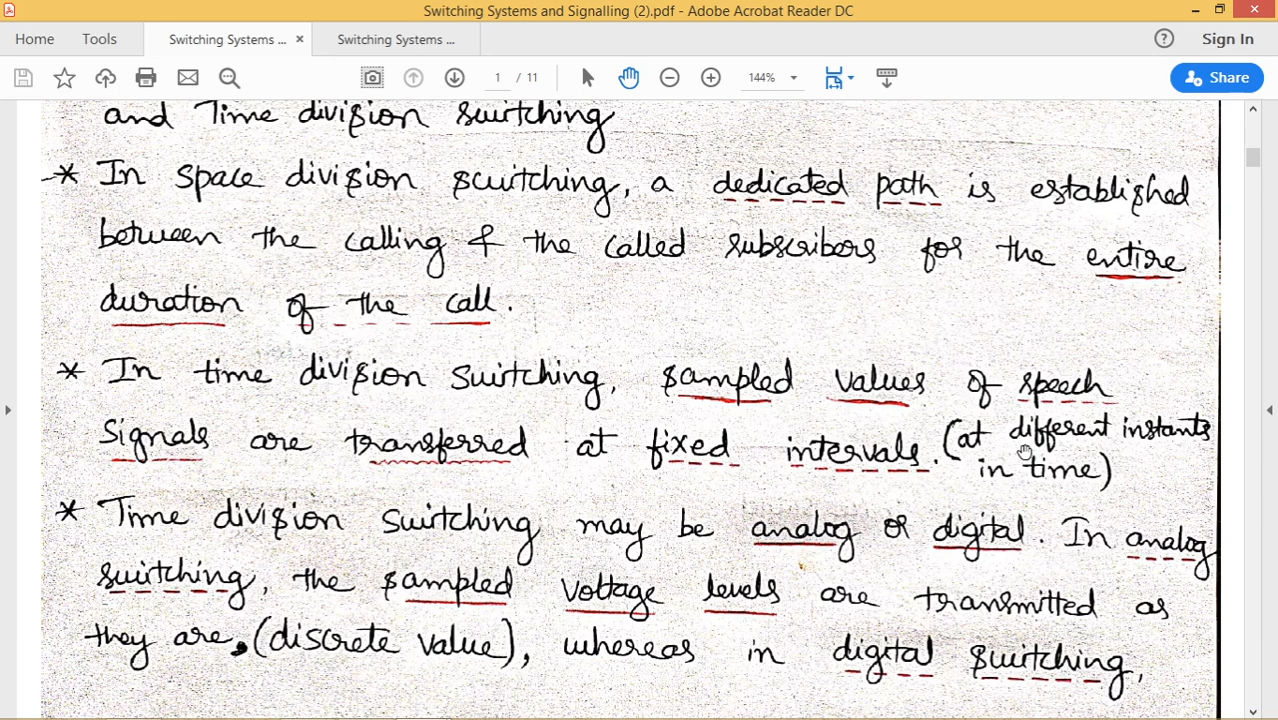 Switching Systems and Signalling (2).pdf - Adobe Acrobat Reader DC
Home Tools Switching Systems ... × Switching Systems ... Sign In
1 / 11 144% Share
and Time division switching
* In space division switching, a dedicated path is established
between the calling & the called subscribers for the entire
duration of the call.
* In time division switching, sampled values of speech
signals are transferred at fixed intervals. (at different instants
in time)
* Time division switching may be analog or digital. In analog
switching, the sampled voltage levels are transmitted as
they are. (discrete value), whereas in digital switching,